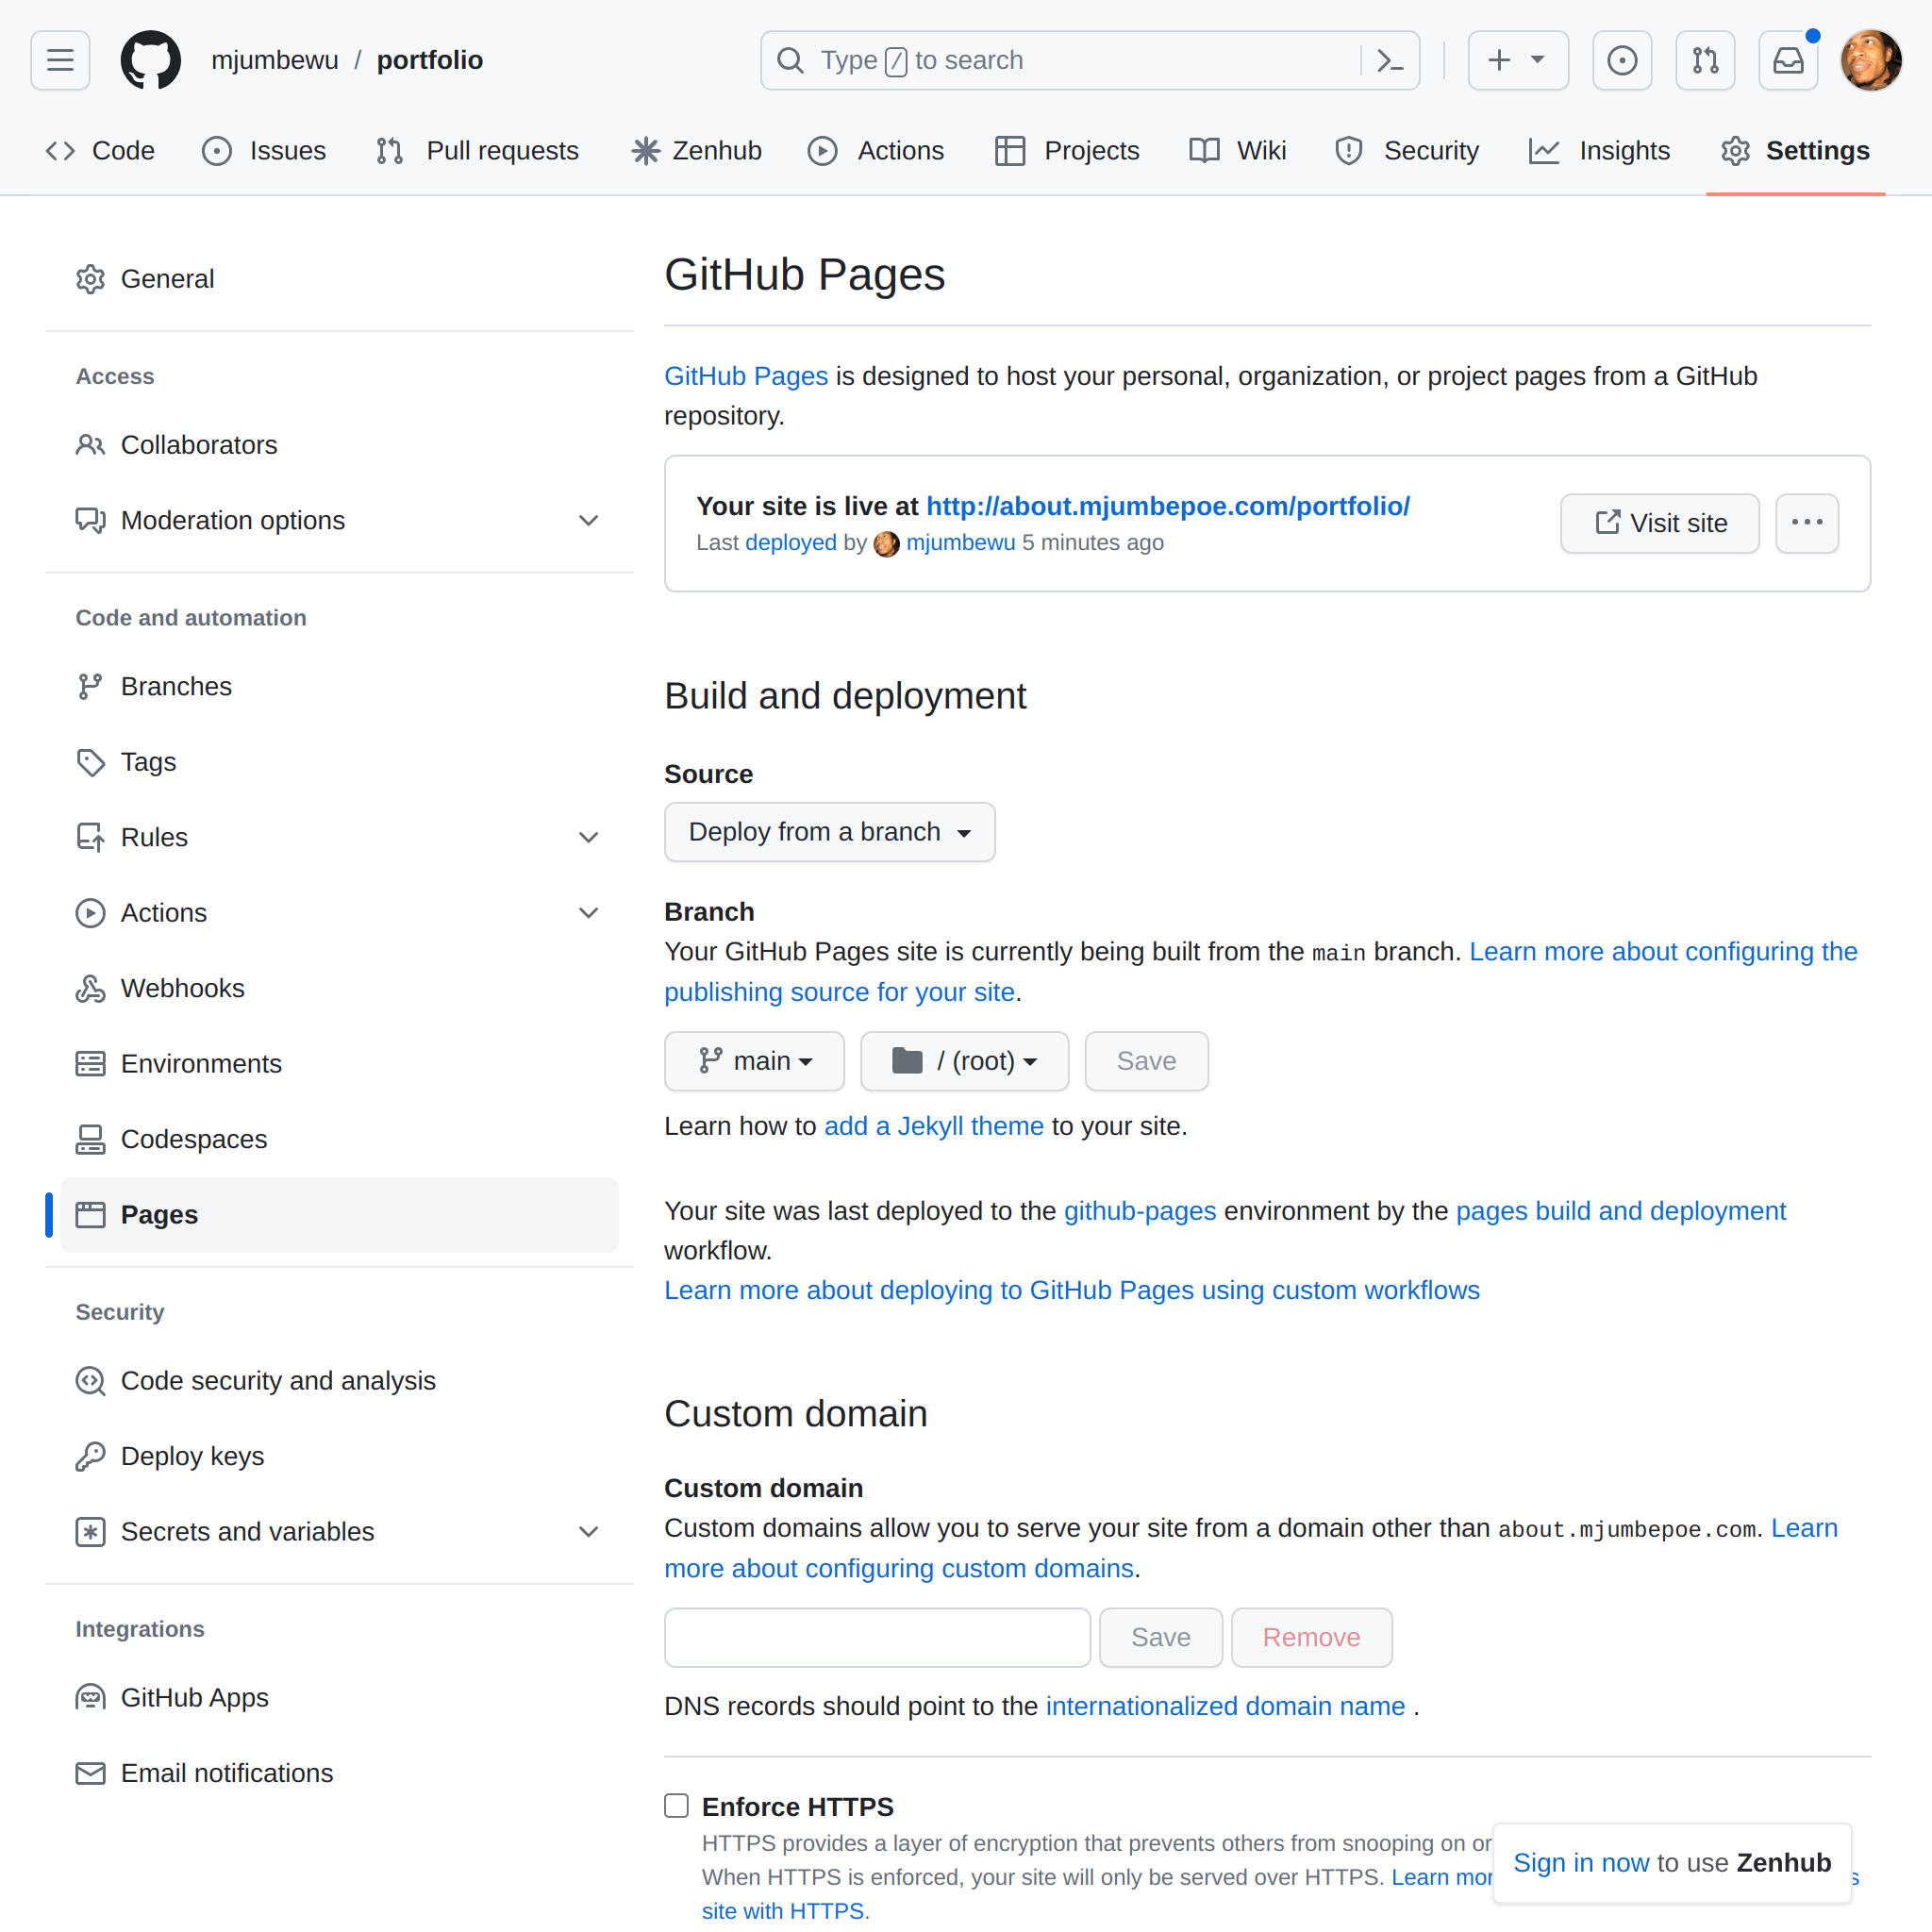 mjumbewu / portfolio
Type / to search
Code Issues Pull requests Zenhub Actions Projects Wiki Security Insights Settings
General
Access
Collaborators
Moderation options
Code and automation
Branches
Tags
Rules
Actions
Webhooks
Environments
Codespaces
Pages
Security
Code security and analysis
Deploy keys
Secrets and variables
Integrations
GitHub Apps
Email notifications
GitHub Pages
GitHub Pages is designed to host your personal, organization, or project pages from a GitHub
repository.
Your site is live at http://about.mjumbepoe.com/portfolio/
Last deployed by mjumbewu 5 minutes ago
Visit site
Build and deployment
Source
Deploy from a branch
Branch
Your GitHub Pages site is currently being built from the main branch. Learn more about configuring the
publishing source for your site.
main / (root) Save
Learn how to add a Jekyll theme to your site.
Your site was last deployed to the github-pages environment by the pages build and deployment
workflow.
Learn more about deploying to GitHub Pages using custom workflows
Custom domain
Custom domain
Custom domains allow you to serve your site from a domain other than about.mjumbepoe.com. Learn
more about configuring custom domains.
Save Remove
DNS records should point to the internationalized domain name .
Enforce HTTPS
HTTPS provides a layer of encryption that prevents others from snooping on or
When HTTPS is enforced, your site will only be served over HTTPS. Learn
site with HTTPS.
Sign in now to use Zenhub